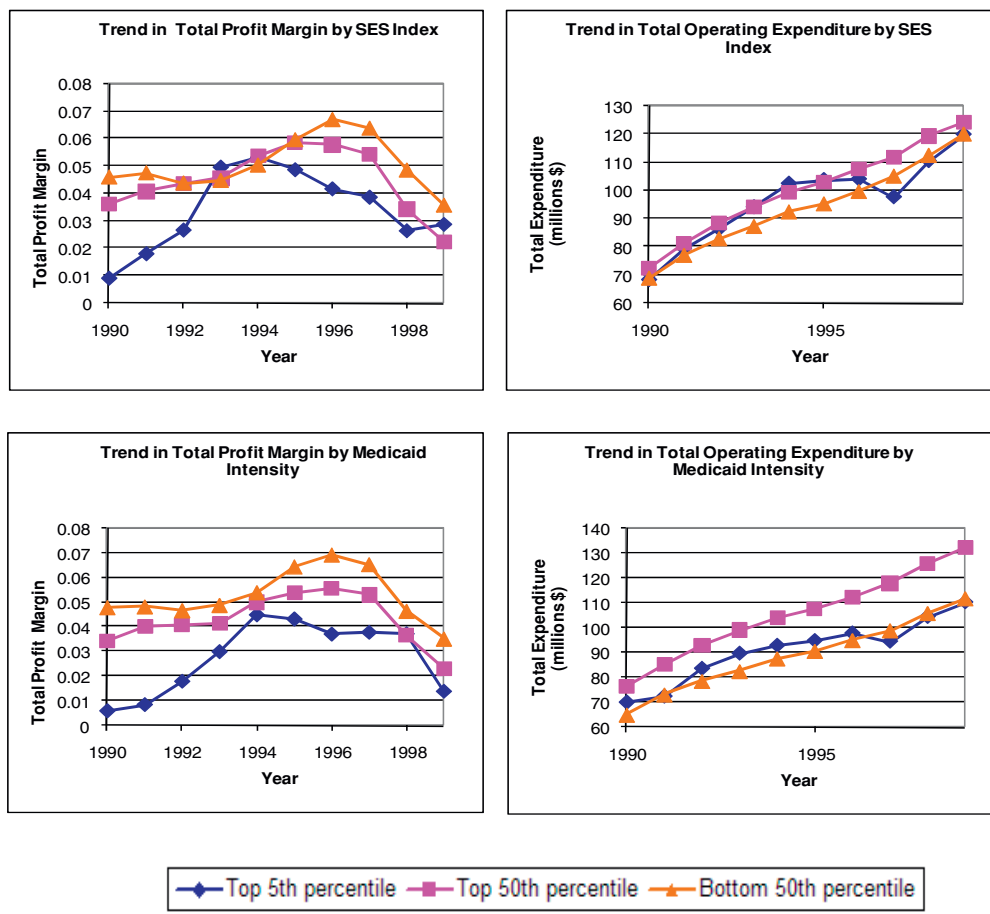 Trend in  Total Profit Margin by SES Index
Total Profit Margin
0.08
0.07
0.06
0.05
0.04
0.03
0.02
0.01
0
1990 1992 1994 1996 1998
Year
Trend in Total Operating Expenditure by SES
Index
Total Expenditure
(millions $)
130
120
110
100
90
80
70
60
1990 1995
Year
Trend in Total Profit Margin by Medicaid
Intensity
Total Profit  Margin
0.08
0.07
0.06
0.05
0.04
0.03
0.02
0.01
0
1990 1992 1994 1996 1998
Year
Trend in Total Operating Expenditure by
Medicaid Intensity
Total Expenditure
(millions $)
140
130
120
110
100
90
80
70
60
1990 1995
Year
Top 5th percentile Top 50th percentile Bottom 50th percentile